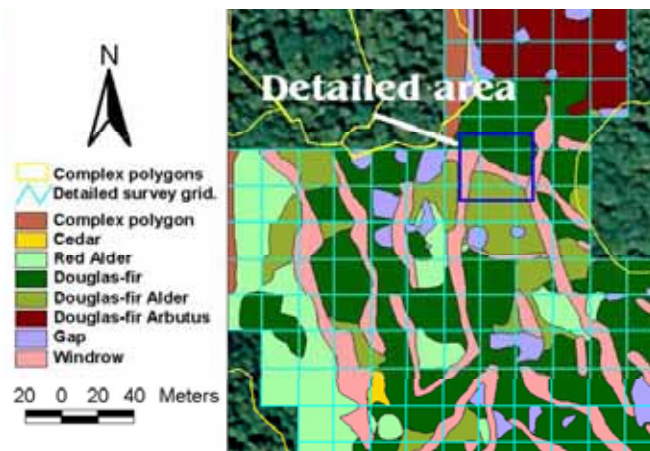 N
Detailed area
Complex polygons
Detailed survey grid.
Complex polygon
Cedar
Red Alder
Douglas-fir
Douglas-fir Alder
Douglas-fir Arbutus
Gap
Windrow
20 0 20 40 Meters